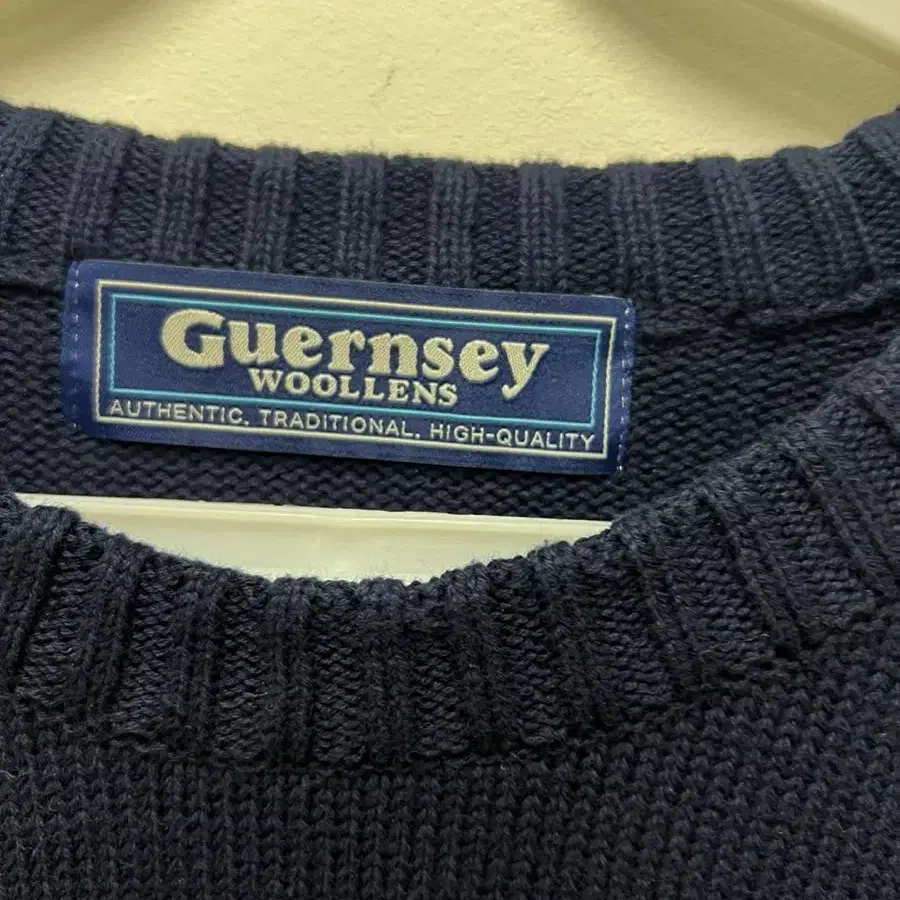 Guernsey
WOOLLENS
AUTHENTIC. TRADITIONAL. HIGH-QUALITY